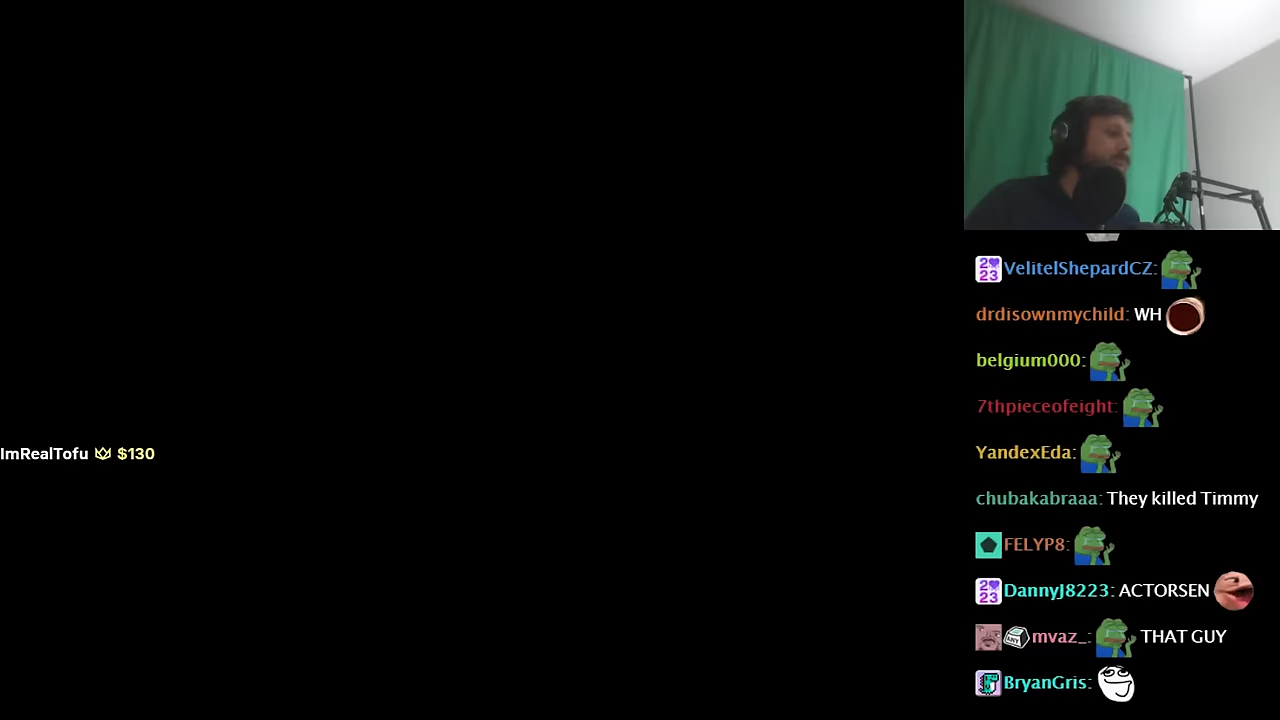 VelitelShepardCZ:
drdisownmychild: WH
belgium000:
7thpieceofeight:
YandexEda:
ImRealTofu $130
chubakabraaa: They killed Timmy
FELYP8:
DannyJ8223: ACTORSEN
mvaz_: THAT GUY
BryanGris: